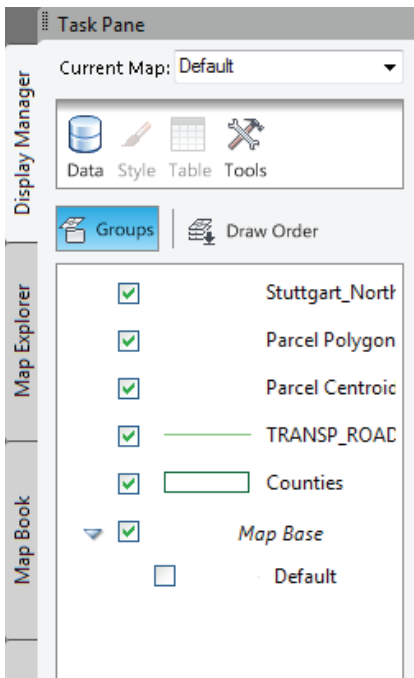 Task Pane
Current Map: Default
Data Style Table Tools
Groups Draw Order
Stuttgart_North
Parcel Polygon
Parcel Centroid
TRANSP_ROAD
Counties
Map Base
Default
Display Manager
Map Explorer
Map Book